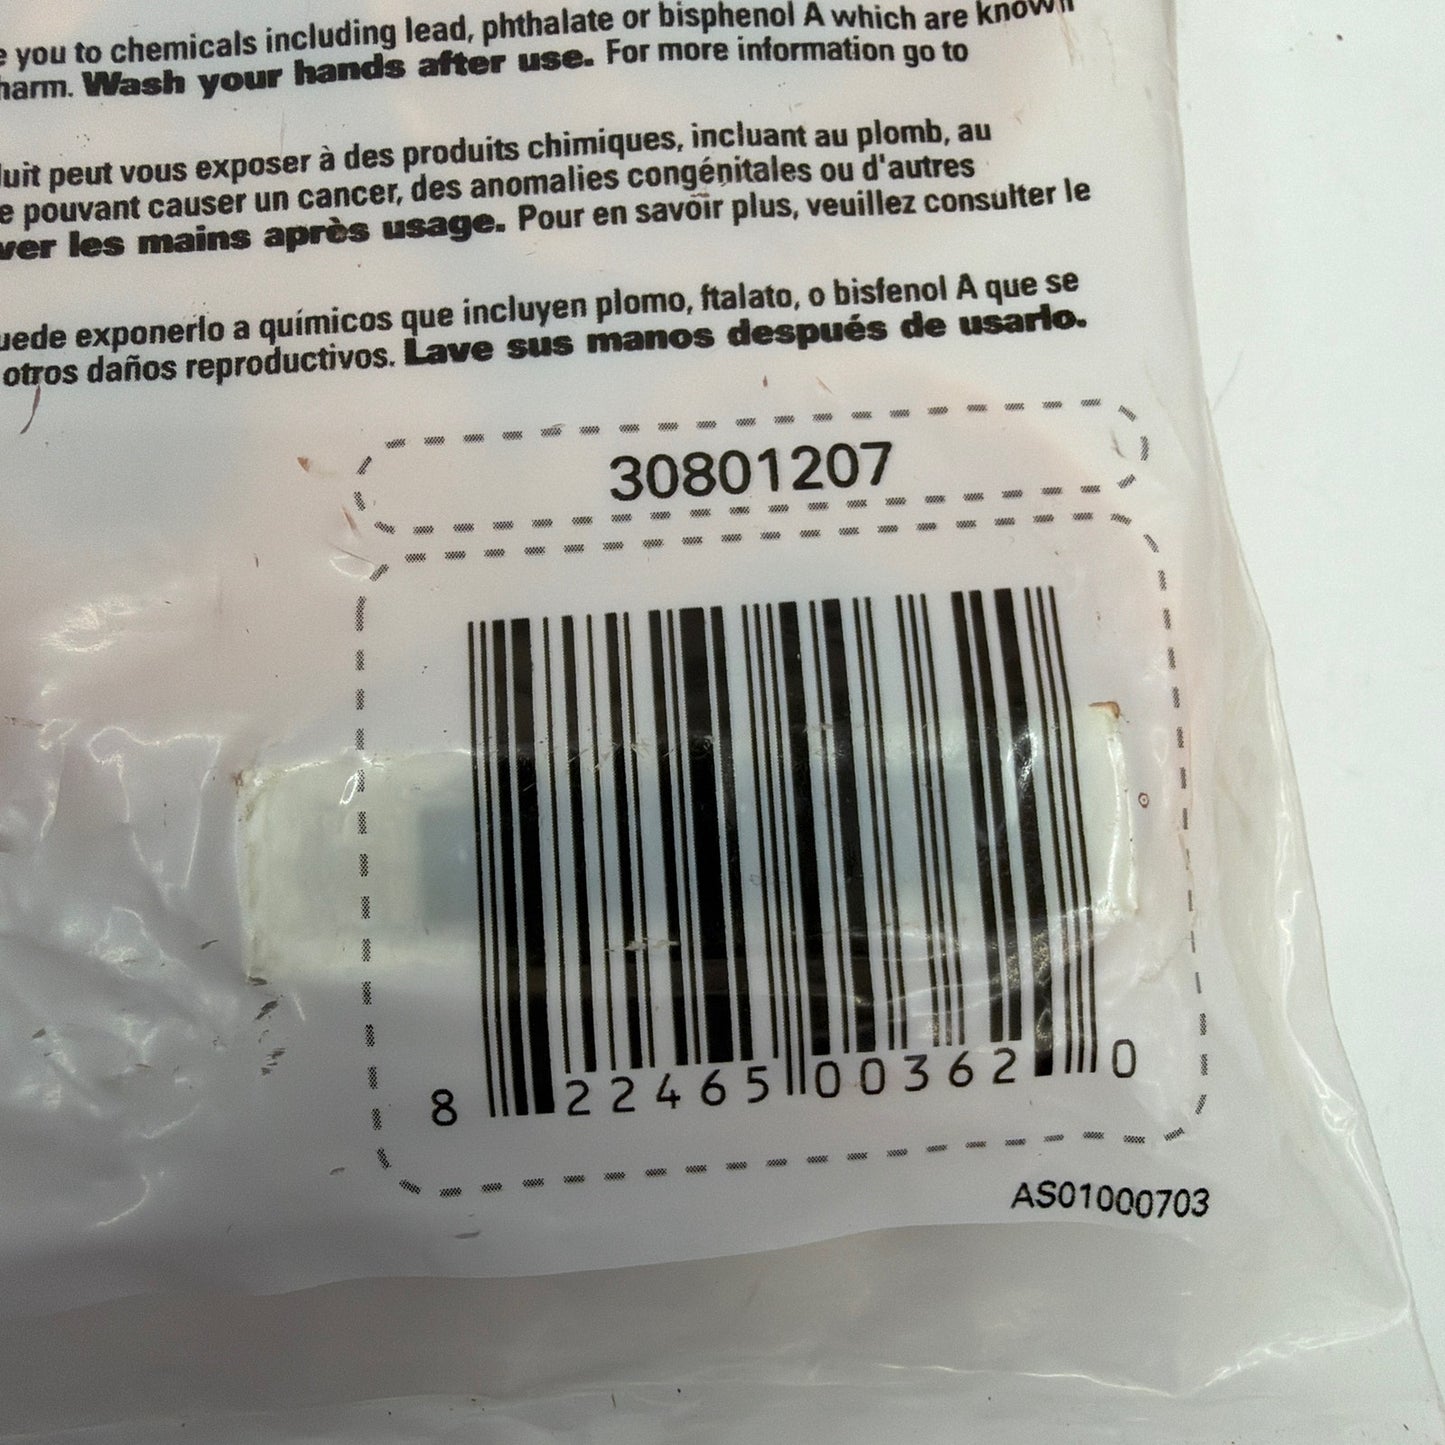 you to chemicals including lead, phthalate or bisphenol A which are known
harm. Wash your hands after use. For more information go to
peut vous exposer à des produits chimiques, incluant au plomb, au
pouvant causer un cancer, des anomalies congénitales ou d'autres
les mains après usage. Pour en savoir plus, veuillez consulter le
exponerlo a químicos que incluyen plomo, ftalato, o bisfenol A que se
otros daños reproductivos. Lave sus manos después de usarlo.
30801207
8 22465 00362 0
AS01000703